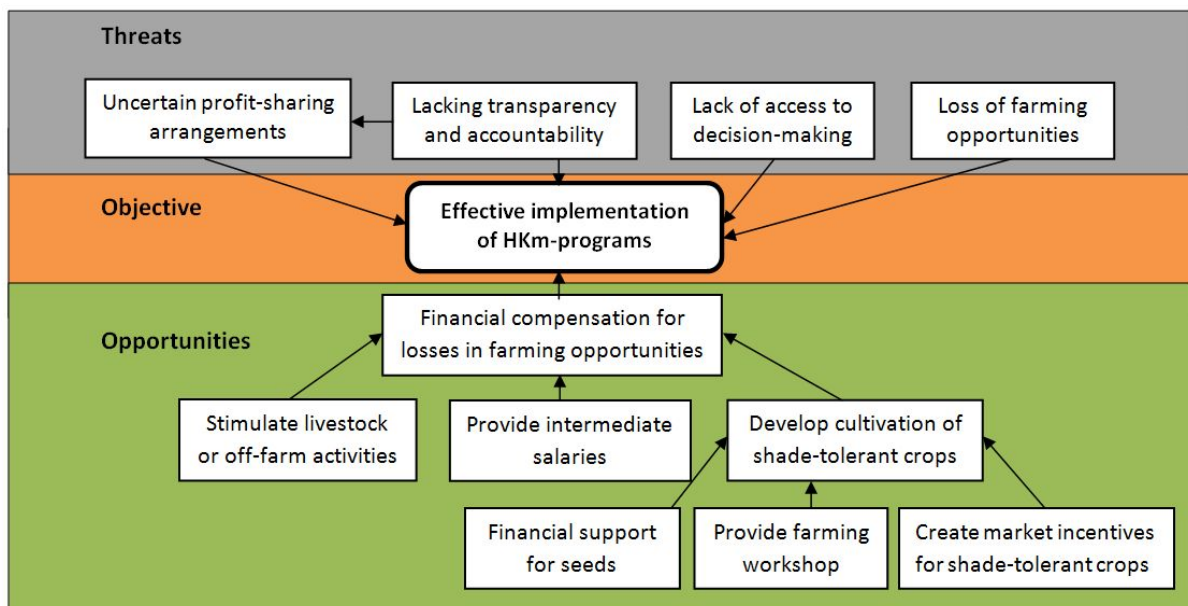 Threats
Uncertain profit-sharing
arrangements
Lacking transparency
and accountability
Lack of access to
decision-making
Loss of farming
opportunities
Objective
Effective implementation
of HKm-programs
Opportunities
Financial compensation for
losses in farming opportunities
Stimulate livestock
or off-farm activities
Provide intermediate
salaries
Develop cultivation of
shade-tolerant crops
Financial support
for seeds
Provide farming
workshop
Create market incentives
for shade-tolerant crops